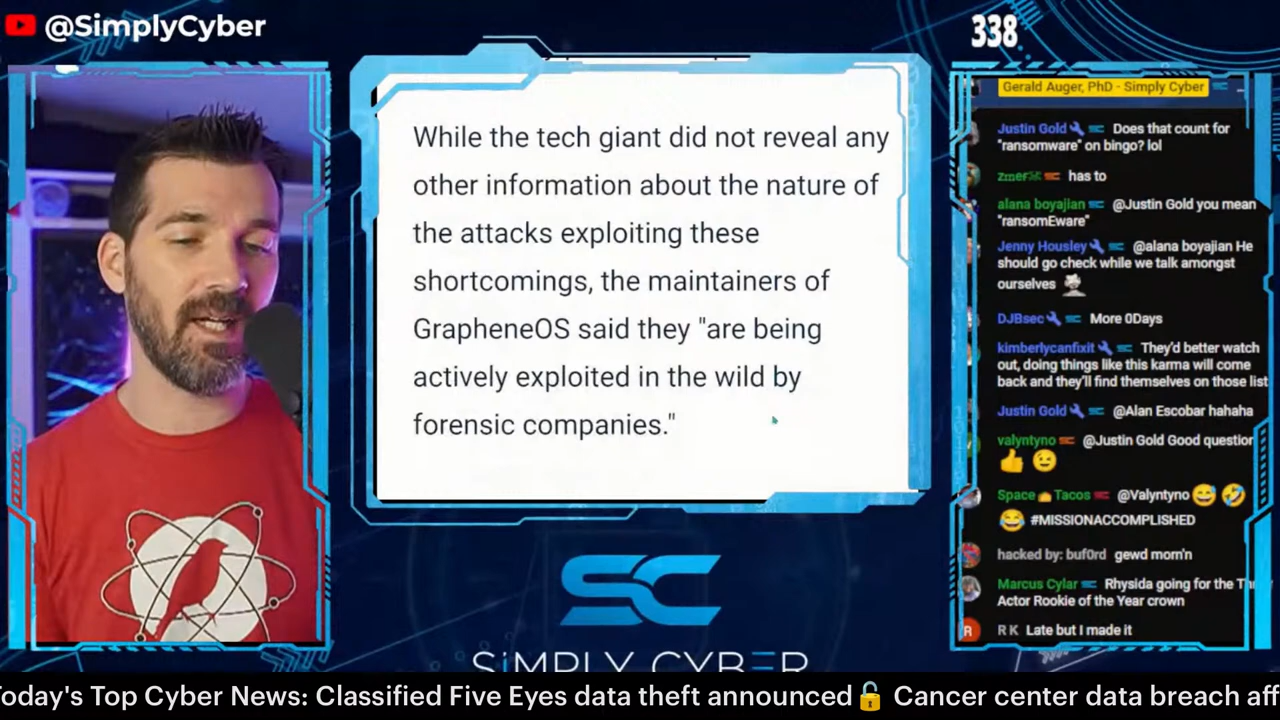 @SimplyCyber
338
While the tech giant did not reveal any
other information about the nature of
the attacks exploiting these
shortcomings, the maintainers of
GrapheneOS said they "are being
actively exploited in the wild by
forensic companies."
Gerald Auger, PhD - Simply Cyber
Justin Gold Does that count for
"ransomware" on bingo? lol
zmef has to
alana boyajian @Justin Gold you mean
"ransomEware"
Jenny Housley @alana boyajian He
should go check while we talk amongst
ourselves
DJBsec More 0Days
kimberlycanfixit They'd better watch
out, doing things like this karma will come
back and they'll find themselves on those list
Justin Gold @Alan Escobar hahaha
valyntyno @Justin Gold Good question
Space Tacos @Valyntyno
#MISSIONACCOMPLISHED
hacked by: buf0rd gewd morn'n
Marcus Cylar Rhysida going for the
Actor Rookie of the Year crown
R K Late but I made it
SC
SiMPLY CYBER
Today's Top Cyber News: Classified Five Eyes data theft announced🔓 Cancer center data breach aff